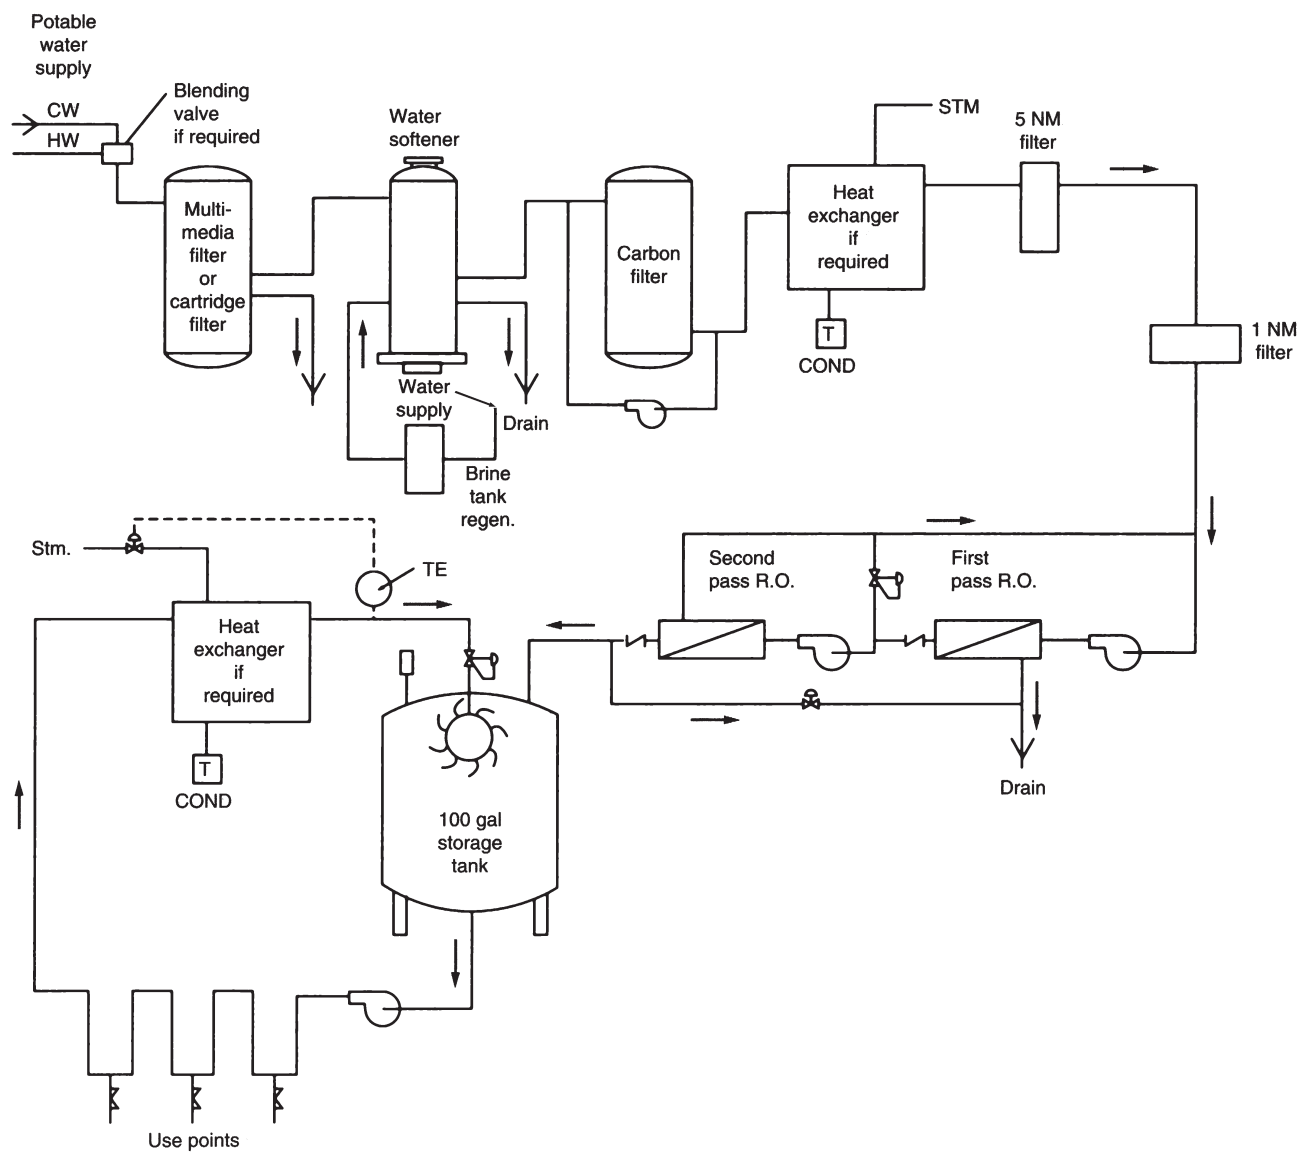 Potable
water
supply
CW
HW
Blending
valve
if required
Multi-
media
filter
or
cartridge
filter
Water
softener
Water
supply
Drain
Brine
tank
regen.
Carbon
filter
STM
Heat
exchanger
if
required
T
COND
5 NM
filter
1 NM
filter
Second
pass R.O.
First
pass R.O.
Drain
Stm.
TE
Heat
exchanger
if
required
T
COND
100 gal
storage
tank
Use points